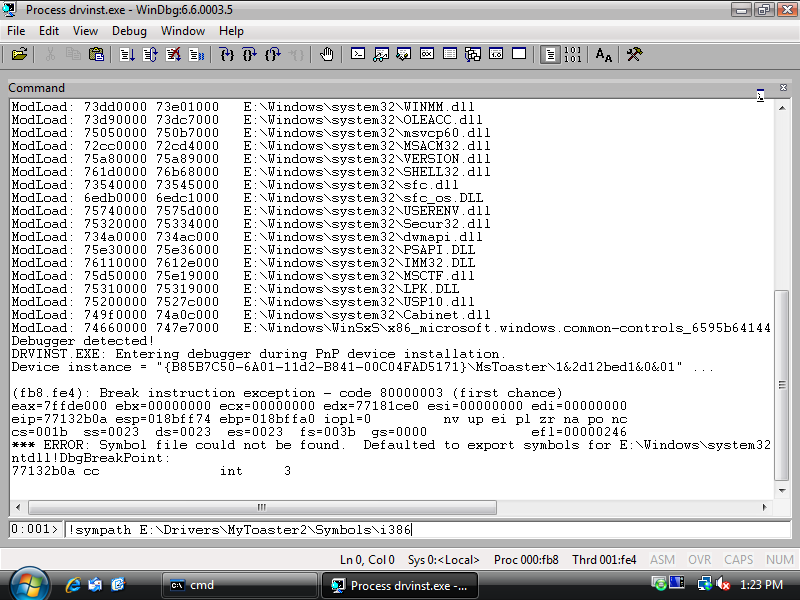 Process drvinst.exe - WinDbg:6.6.0003.5
File Edit View Debug Window Help
Command
ModLoad: 73dd0000 73e01000   E:\Windows\system32\WINMM.dll
ModLoad: 73d90000 73dc7000   E:\Windows\system32\OLEACC.dll
ModLoad: 75050000 750b7000   E:\Windows\system32\msvcp60.dll
ModLoad: 72cc0000 72cd4000   E:\Windows\system32\MSACM32.dll
ModLoad: 75a80000 75a89000   E:\Windows\system32\VERSION.dll
ModLoad: 761d0000 76b68000   E:\Windows\system32\SHELL32.dll
ModLoad: 73540000 73545000   E:\Windows\system32\sfc.dll
ModLoad: 6edb0000 6edc1000   E:\Windows\system32\sfc_os.DLL
ModLoad: 75740000 7575d000   E:\Windows\system32\USERENV.dll
ModLoad: 75320000 75334000   E:\Windows\system32\Secur32.dll
ModLoad: 734a0000 734ac000   E:\Windows\system32\dwmapi.dll
ModLoad: 75e30000 75e36000   E:\Windows\system32\PSAPI.DLL
ModLoad: 76110000 7612e000   E:\Windows\system32\IMM32.DLL
ModLoad: 75d50000 75e19000   E:\Windows\system32\MSCTF.dll
ModLoad: 75310000 75319000   E:\Windows\system32\LPK.DLL
ModLoad: 75200000 7527c000   E:\Windows\system32\USP10.dll
ModLoad: 749f0000 74a0c000   E:\Windows\system32\Cabinet.dll
ModLoad: 74660000 747e7000   E:\Windows\WinSxS\x86_microsoft.windows.common-controls_6595b64144
Debugger detected!
DRVINST.EXE: Entering debugger during PnP device installation.
Device instance = "{B85B7C50-6A01-11d2-B841-00C04FAD5171}\MsToaster\1&2d12bed1&0&01" ...
(fb8.fe4): Break instruction exception - code 80000003 (first chance)
eax=7ffde000 ebx=00000000 ecx=00000000 edx=77181ce0 esi=00000000 edi=00000000
eip=77132b0a esp=018bff74 ebp=018bffa0 iopl=0         nv up ei pl zr na po nc
cs=001b  ss=0023  ds=0023  es=0023  fs=003b  gs=0000             efl=00000246
*** ERROR: Symbol file could not be found.  Defaulted to export symbols for E:\Windows\system32
ntdll!DbgBreakPoint:
77132b0a cc              int     3
0:001> !sympath E:\Drivers\MyToaster2\Symbols\i386
Ln 0, Col 0 Sys 0:<Local> Proc 000:fb8 Thrd 001:fe4 ASM OVR CAPS NUM
cmd Process drvinst.exe -... 1:23 PM